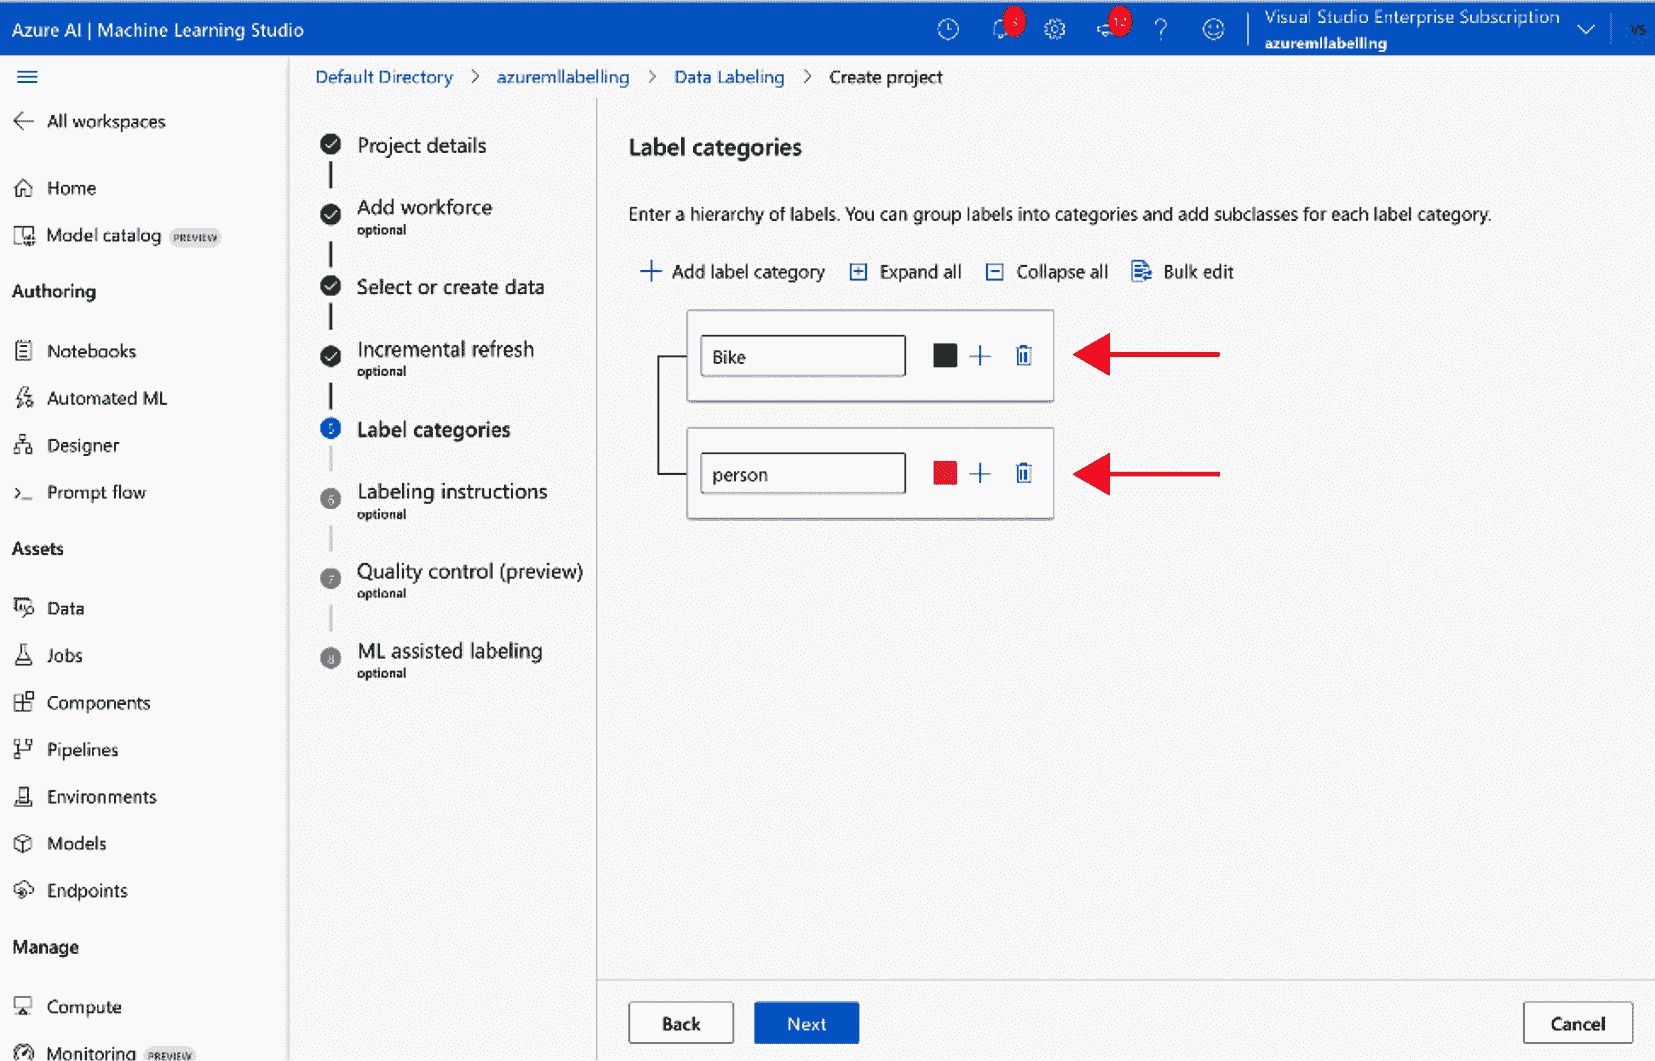 Azure AI | Machine Learning Studio
Visual Studio Enterprise Subscription
azuremllabelling
VS
Default Directory > azuremllabelling > Data Labeling > Create project
All workspaces
Home
Model catalog PREVIEW
Authoring
Notebooks
Automated ML
Designer
Prompt flow
Assets
Data
Jobs
Components
Pipelines
Environments
Models
Endpoints
Manage
Compute
Monitoring PREVIEW
Project details
Add workforce
optional
Select or create data
Incremental refresh
optional
5 Label categories
6 Labeling instructions
optional
7 Quality control (preview)
optional
8 ML assisted labeling
optional
Label categories
Enter a hierarchy of labels. You can group labels into categories and add subclasses for each label category.
Add label category Expand all Collapse all Bulk edit
Bike
person
Back Next Cancel